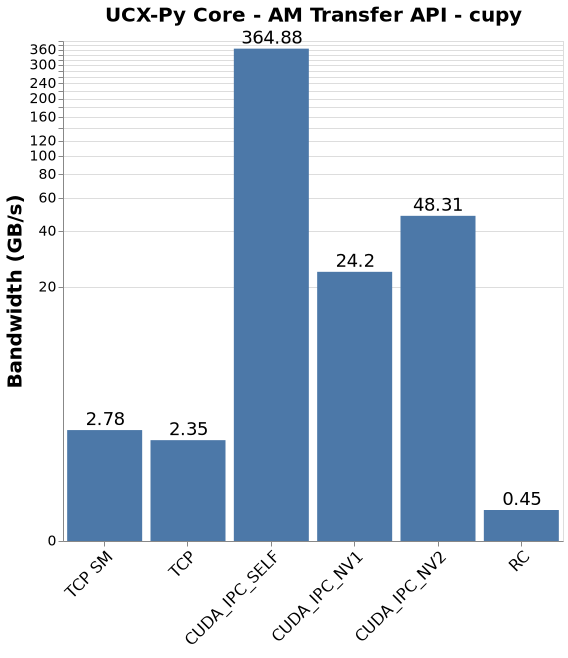 UCX-Py Core - AM Transfer API - cupy
Bandwidth (GB/s)
360
300
240
200
160
120
100
80
60
40
20
0
2.78
2.35
364.88
24.2
48.31
0.45
TCP SM
TCP
CUDA_IPC_SELF
CUDA_IPC_NV1
CUDA_IPC_NV2
RC